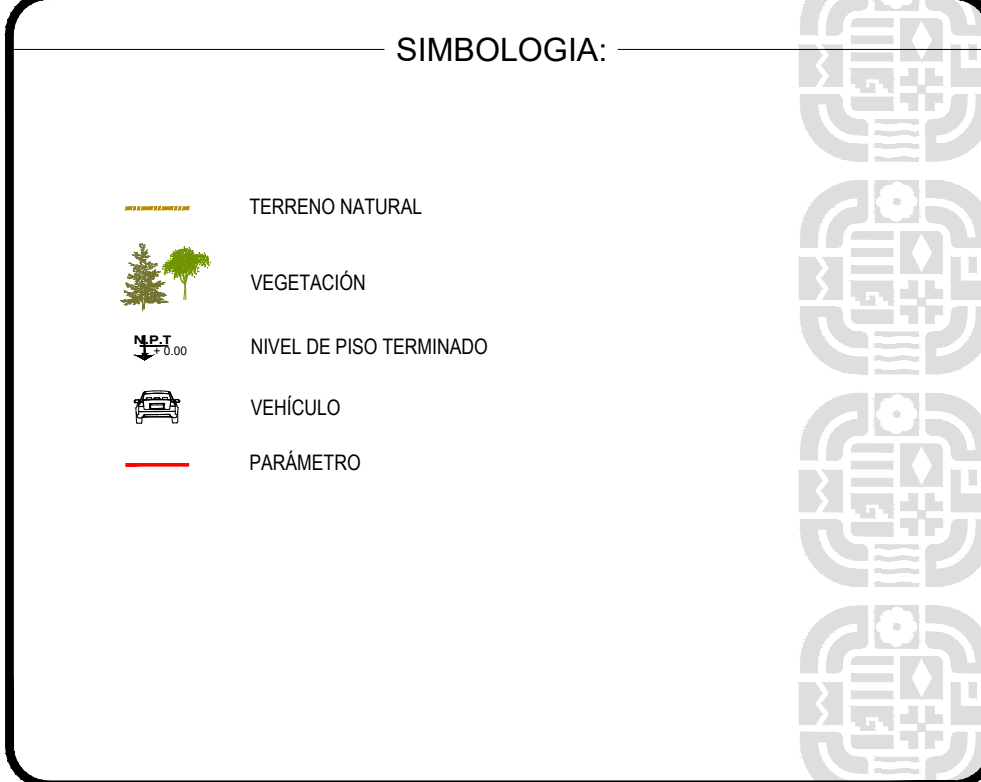 SIMBOLOGIA:
TERRENO NATURAL
VEGETACIÓN
N.P.T
+ 0.00
NIVEL DE PISO TERMINADO
VEHÍCULO
PARÁMETRO